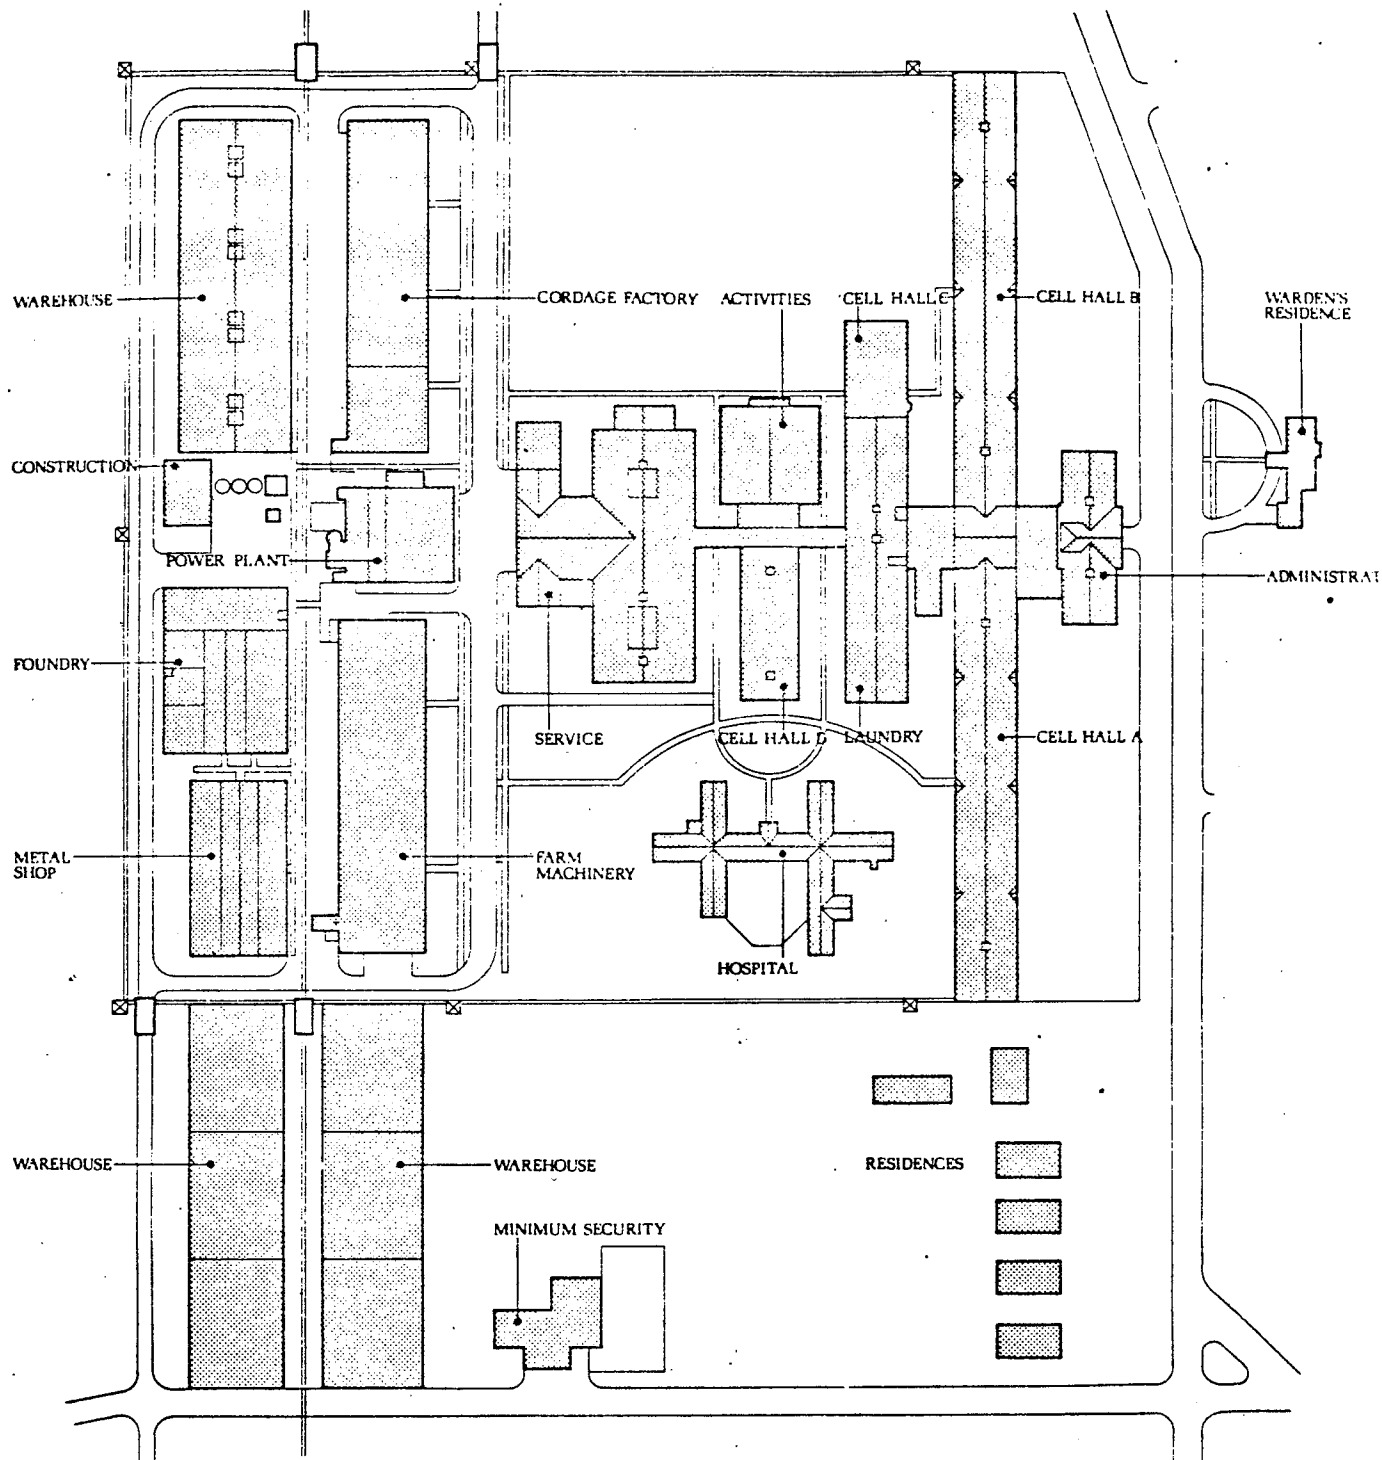 WAREHOUSE
CORDAGE FACTORY
ACTIVITIES
CELL HALL C
CELL HALL B
WARDEN'S
RESIDENCE
CONSTRUCTION
POWER PLANT
ADMINISTRAT
FOUNDRY
SERVICE
CELL HALL D
LAUNDRY
CELL HALL A
METAL
SHOP
FARM
MACHINERY
HOSPITAL
WAREHOUSE
WAREHOUSE
RESIDENCES
MINIMUM SECURITY